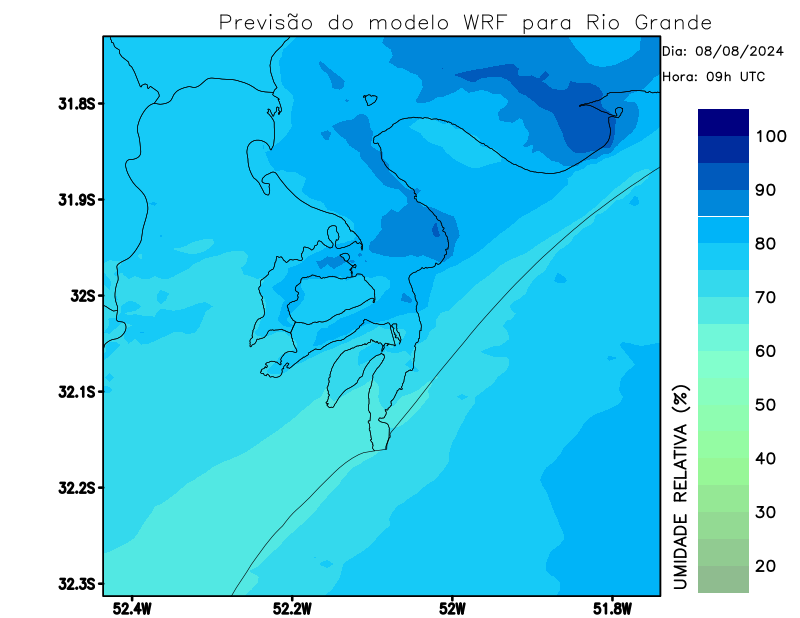 Previsão do modelo WRF para Rio Grande
Dia: 08/08/2024
Hora: 09h UTC
31.8S
31.9S
32S
32.1S
32.2S
32.3S
52.4W
52.2W
52W
51.8W
100
90
80
70
60
50
40
30
20
UMIDADE RELATIVA (%)